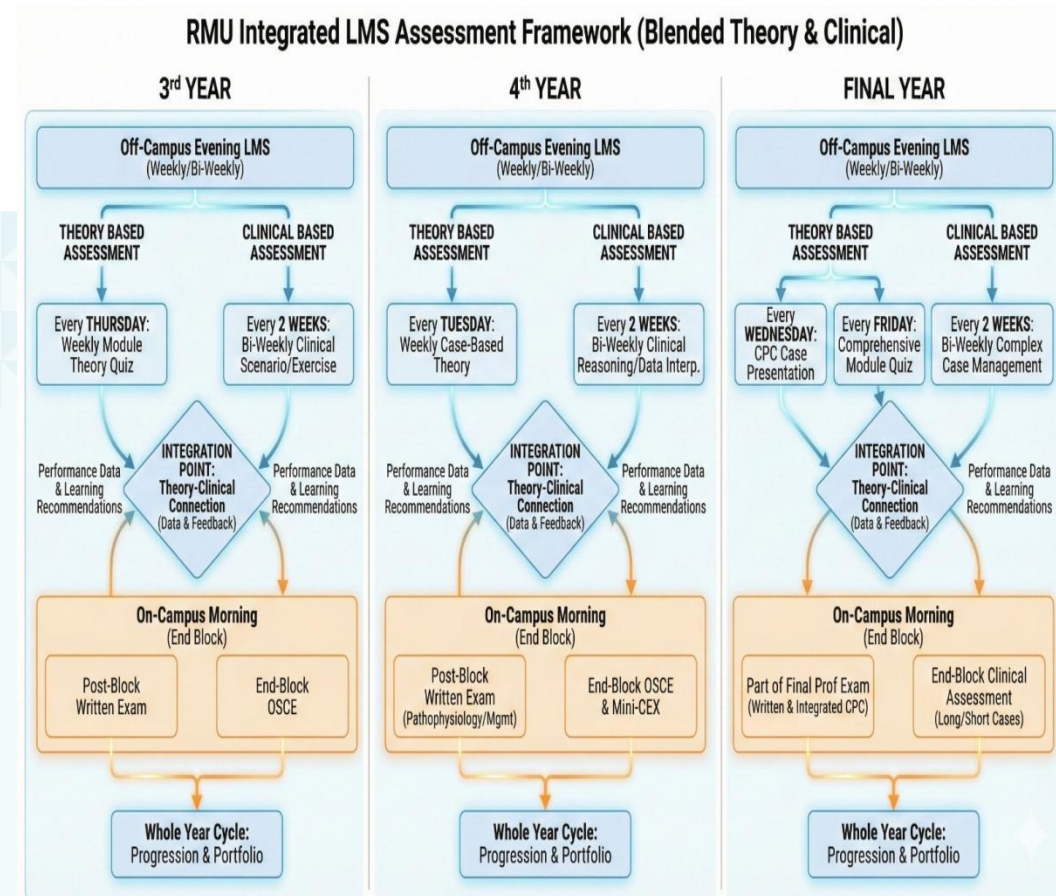 RMU Integrated LMS Assessment Framework (Blended Theory & Clinical)
3rd YEAR
Off-Campus Evening LMS
(Weekly/Bi-Weekly)
THEORY BASED
ASSESSMENT
CLINICAL BASED
ASSESSMENT
Every THURSDAY:
Weekly Module
Theory Quiz
Every 2 WEEKS:
Bi-Weekly Clinical
Scenario/Exercise
Performance Data
& Learning
Recommendations
INTEGRATION
POINT:
Theory-Clinical
Connection
(Data & Feedback)
Performance Data
& Learning
Recommendations
On-Campus Morning
(End Block)
Post-Block
Written Exam
End-Block
OSCE
Whole Year Cycle:
Progression & Portfolio
4th YEAR
Off-Campus Evening LMS
(Weekly/Bi-Weekly)
THEORY BASED
ASSESSMENT
CLINICAL BASED
ASSESSMENT
Every TUESDAY:
Weekly Case-Based
Theory
Every 2 WEEKS:
Bi-Weekly Clinical
Reasoning/Data Interp.
Performance Data
& Learning
Recommendations
INTEGRATION
POINT:
Theory-Clinical
Connection
(Data & Feedback)
Performance Data
& Learning
Recommendations
On-Campus Morning
(End Block)
Post-Block
Written Exam
(Pathophysiology/Mgmt)
End-Block OSCE
& Mini-CEX
Whole Year Cycle:
Progression & Portfolio
FINAL YEAR
Off-Campus Evening LMS
(Weekly/Bi-Weekly)
THEORY BASED
ASSESSMENT
CLINICAL BASED
ASSESSMENT
Every
WEDNESDAY:
CPC Case
Presentation
Every FRIDAY:
Comprehensive
Module Quiz
Every 2 WEEKS:
Bi-Weekly Complex
Case Management
INTEGRATION
POINT:
Theory-Clinical
Connection
(Data & Feedback)
Performance Data
& Learning
Recommendations
On-Campus Morning
(End Block)
Part of Final Prof Exam
(Written & Integrated CPC)
End-Block Clinical
Assessment
(Long/Short Cases)
Whole Year Cycle:
Progression & Portfolio